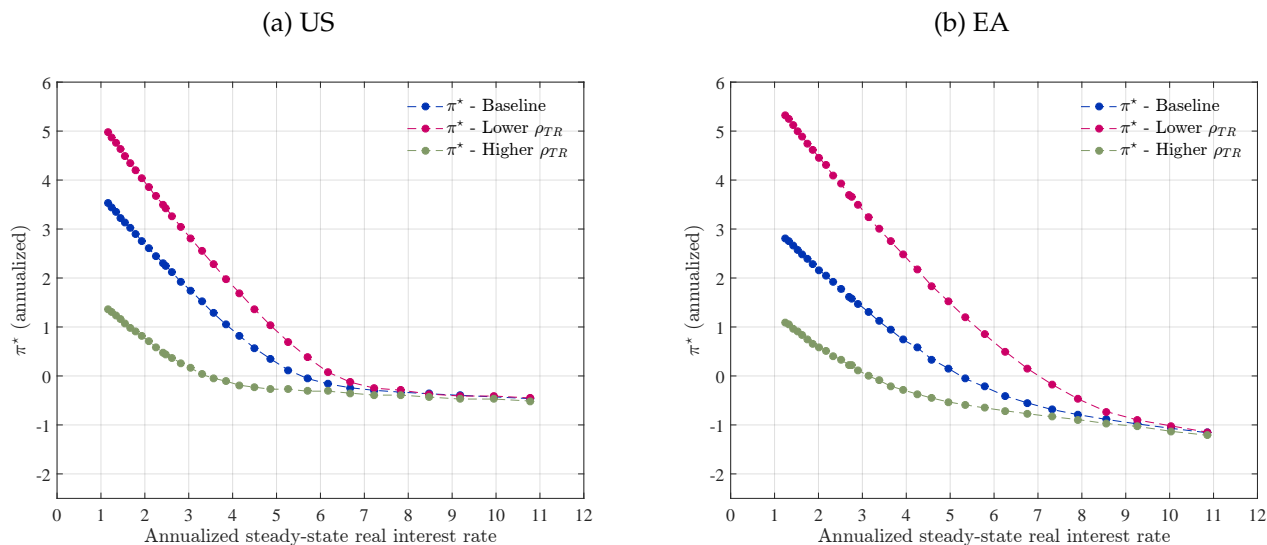 (a) US
6
5
4
3
2
1
0
-1
-2
π* (annualized)
π* - Baseline
π* - Lower ρTR
π* - Higher ρTR
0 1 2 3 4 5 6 7 8 9 10 11 12
Annualized steady-state real interest rate
(b) EA
6
5
4
3
2
1
0
-1
-2
π* (annualized)
π* - Baseline
π* - Lower ρTR
π* - Higher ρTR
0 1 2 3 4 5 6 7 8 9 10 11 12
Annualized steady-state real interest rate